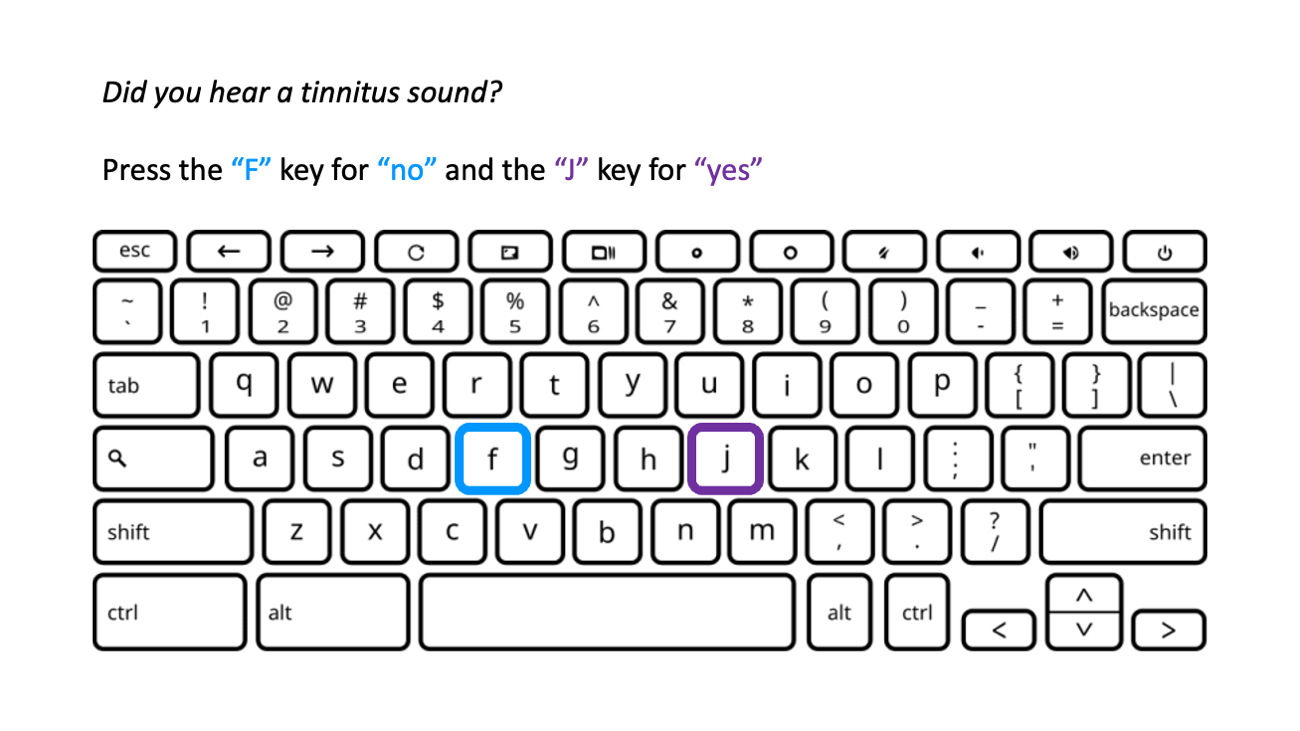 Did you hear a tinnitus sound?
Press the “F” key for “no” and the “J” key for “yes”
esc
~ ! @ # $ % ^ & * ( ) _ +
` 1 2 3 4 5 6 7 8 9 0 - = backspace
tab q w e r t y u i o p { } |
[ ] \
a s d f g h j k l : " enter
; '
shift z x c v b n m < > ? shift
, . /
ctrl alt alt ctrl < ^ >
v